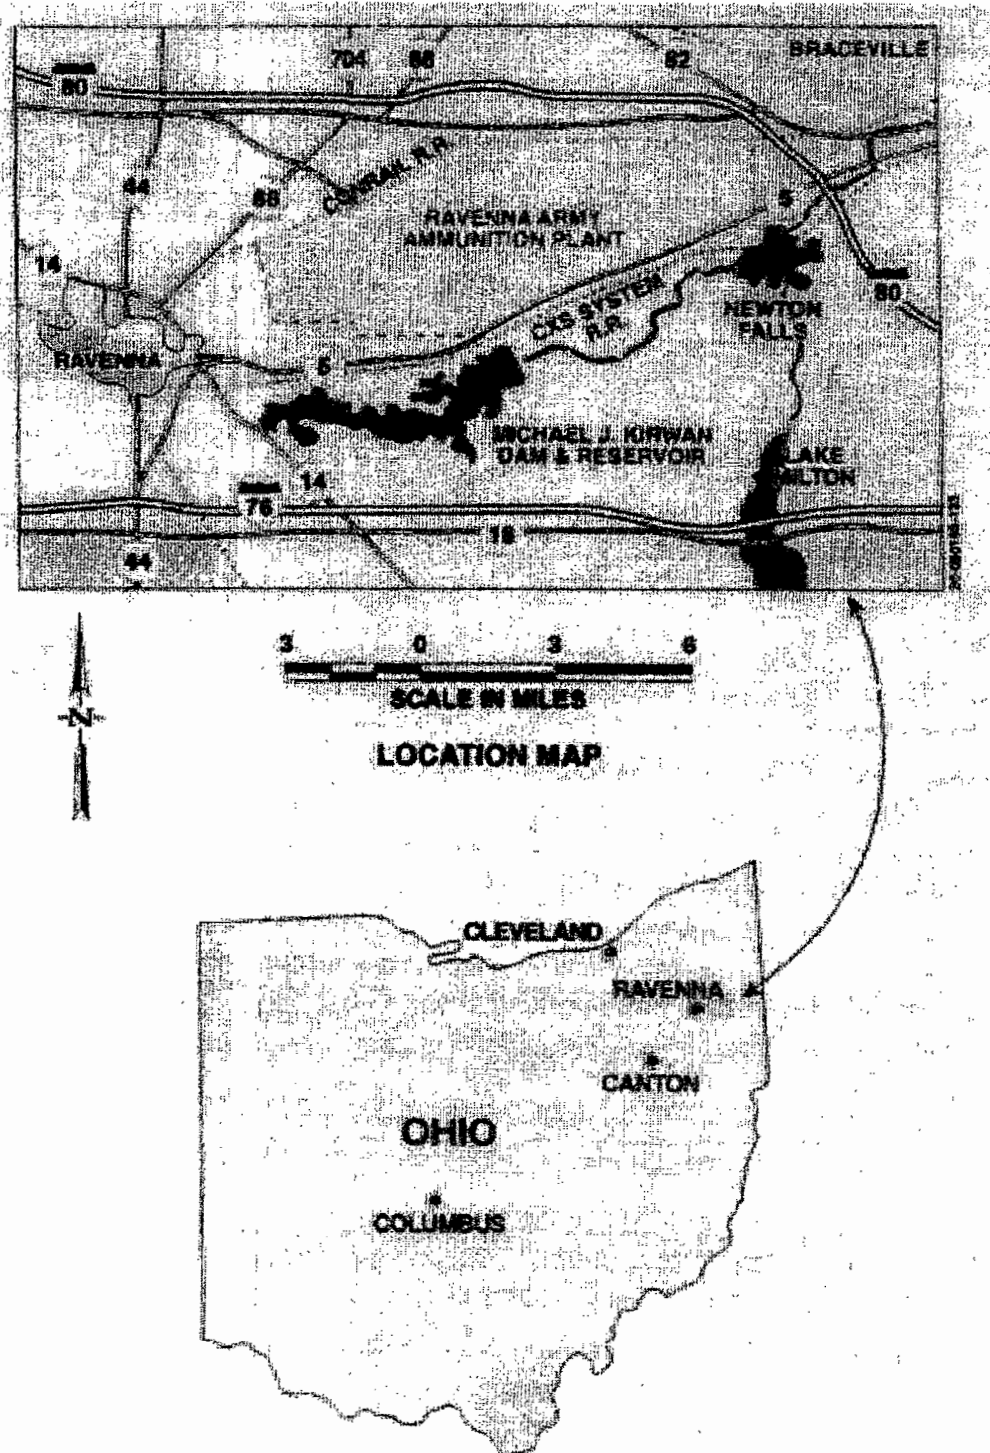 BRACEVILLE
80
704
88
82
44
88
CONRAIL R.R.
RAVENNA ARMY
AMMUNITION PLANT
5
14
80
CXS SYSTEM
R.R.
NEWTON
FALLS
RAVENNA
5
MICHAEL J. KIRWAN
DAM & RESERVOIR
LAKE
MILTON
14
76
18
44
3 0 3 6
SCALE IN MILES
N
LOCATION MAP
CLEVELAND
RAVENNA
CANTON
OHIO
COLUMBUS